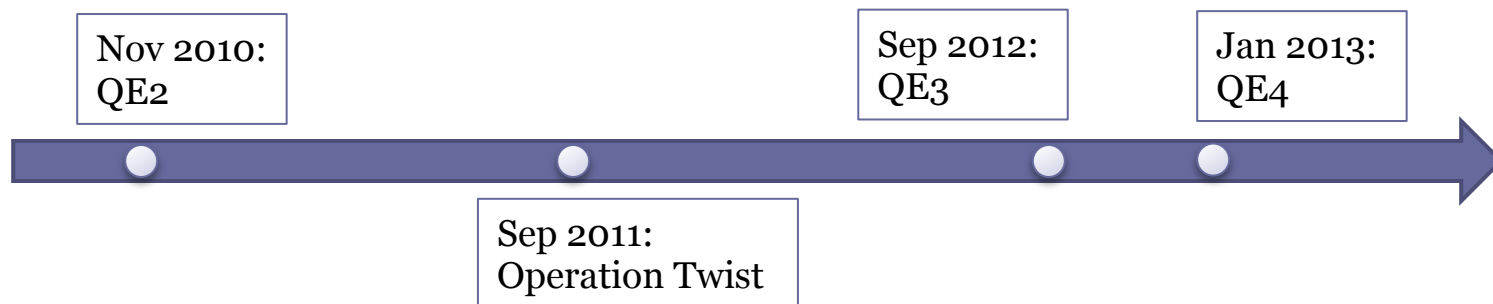 Nov 2010:
QE2
Sep 2011:
Operation Twist
Sep 2012:
QE3
Jan 2013:
QE4